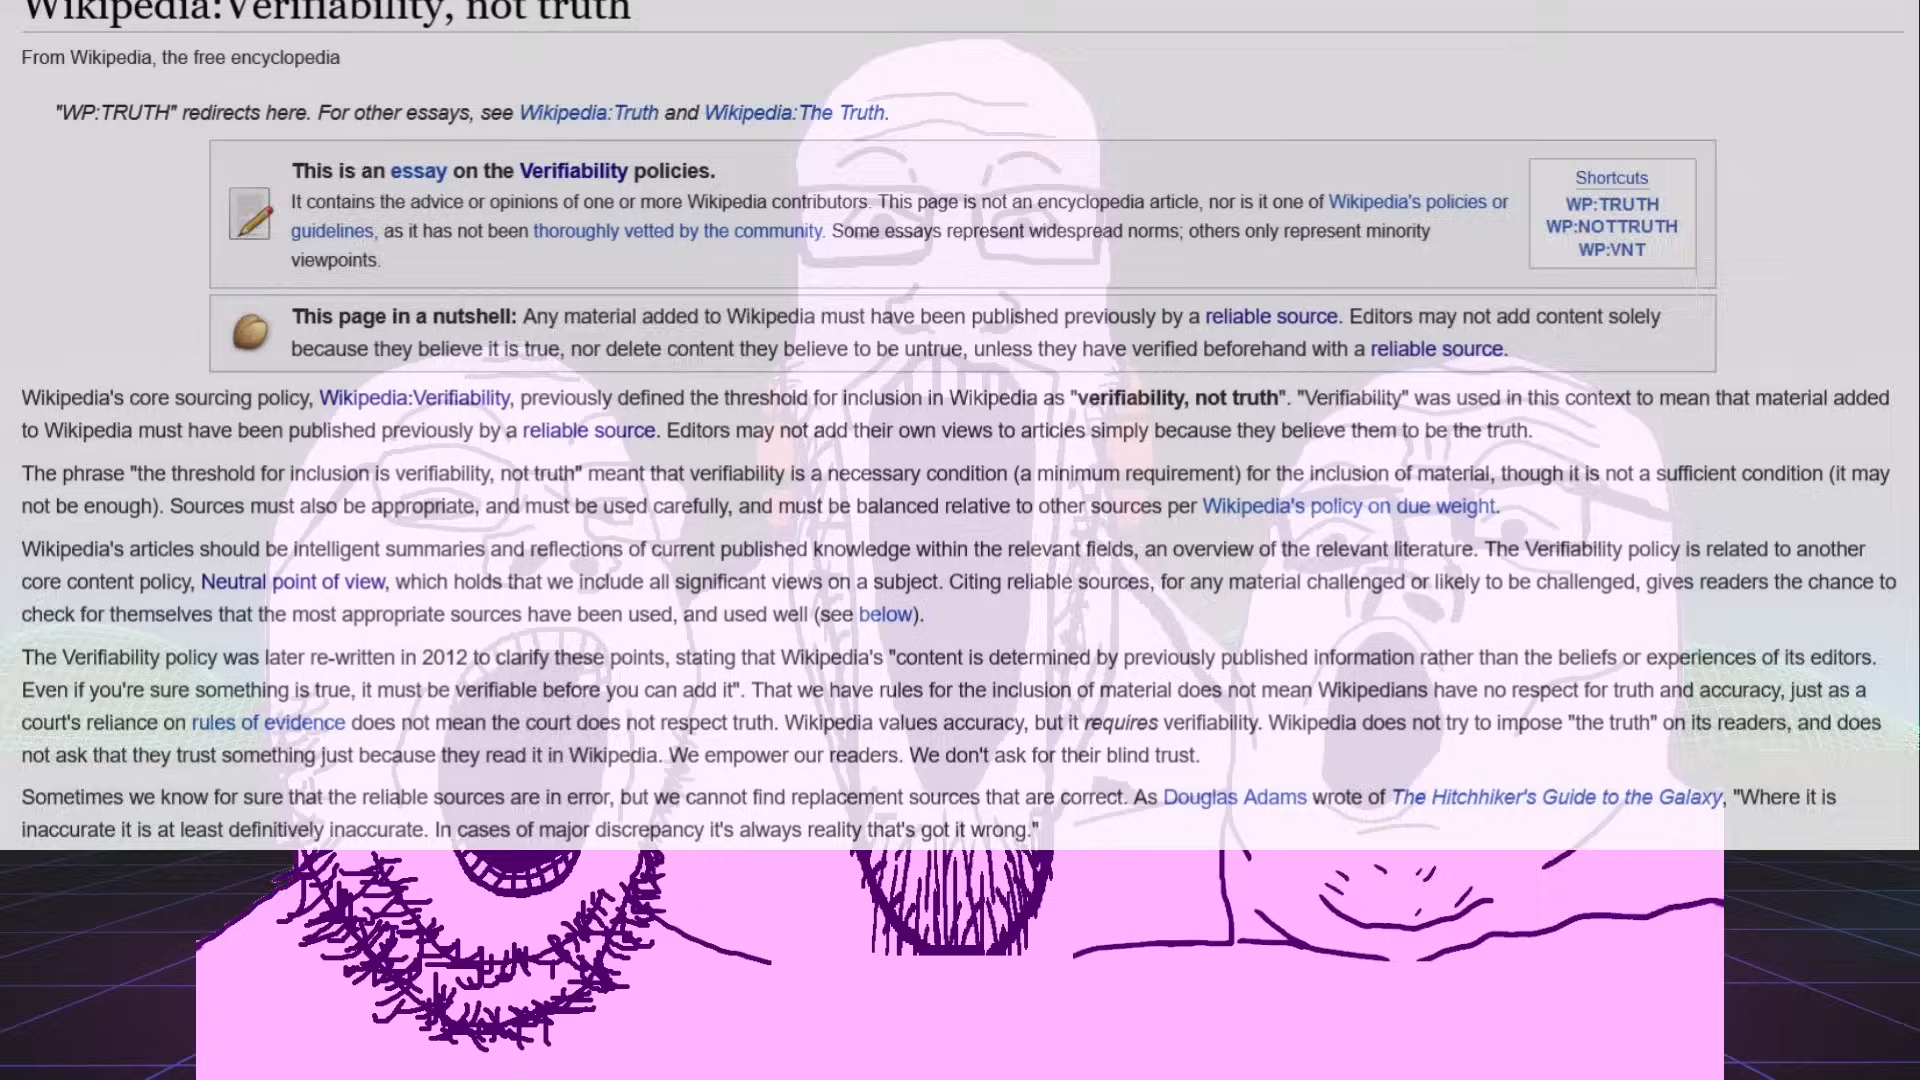 Wikipedia:Verifiability, not truth
From Wikipedia, the free encyclopedia
"WP:TRUTH" redirects here. For other essays, see Wikipedia:Truth and Wikipedia:The Truth.
This is an essay on the Verifiability policies.
It contains the advice or opinions of one or more Wikipedia contributors. This page is not an encyclopedia article, nor is it one of Wikipedia's policies or
guidelines, as it has not been thoroughly vetted by the community. Some essays represent widespread norms; others only represent minority
viewpoints.
Shortcuts
WP:TRUTH
WP:NOTTRUTH
WP:VNT
This page in a nutshell: Any material added to Wikipedia must have been published previously by a reliable source. Editors may not add content solely
because they believe it is true, nor delete content they believe to be untrue, unless they have verified beforehand with a reliable source.
Wikipedia's core sourcing policy, Wikipedia:Verifiability, previously defined the threshold for inclusion in Wikipedia as "verifiability, not truth". "Verifiability" was used in this context to mean that material added
to Wikipedia must have been published previously by a reliable source. Editors may not add their own views to articles simply because they believe them to be the truth.
The phrase "the threshold for inclusion is verifiability, not truth" meant that verifiability is a necessary condition (a minimum requirement) for the inclusion of material, though it is not a sufficient condition (it may
not be enough). Sources must also be appropriate, and must be used carefully, and must be balanced relative to other sources per Wikipedia's policy on due weight.
Wikipedia's articles should be intelligent summaries and reflections of current published knowledge within the relevant fields, an overview of the relevant literature. The Verifiability policy is related to another
core content policy, Neutral point of view, which holds that we include all significant views on a subject. Citing reliable sources, for any material challenged or likely to be challenged, gives readers the chance to
check for themselves that the most appropriate sources have been used, and used well (see below).
The Verifiability policy was later re-written in 2012 to clarify these points, stating that Wikipedia's "content is determined by previously published information rather than the beliefs or experiences of its editors.
Even if you're sure something is true, it must be verifiable before you can add it". That we have rules for the inclusion of material does not mean Wikipedians have no respect for truth and accuracy, just as a
court's reliance on rules of evidence does not mean the court does not respect truth. Wikipedia values accuracy, but it requires verifiability. Wikipedia does not try to impose "the truth" on its readers, and does
not ask that they trust something just because they read it in Wikipedia. We empower our readers. We don't ask for their blind trust.
Sometimes we know for sure that the reliable sources are in error, but we cannot find replacement sources that are correct. As Douglas Adams wrote of The Hitchhiker's Guide to the Galaxy, "Where it is
inaccurate it is at least definitively inaccurate. In cases of major discrepancy it's always reality that's got it wrong."